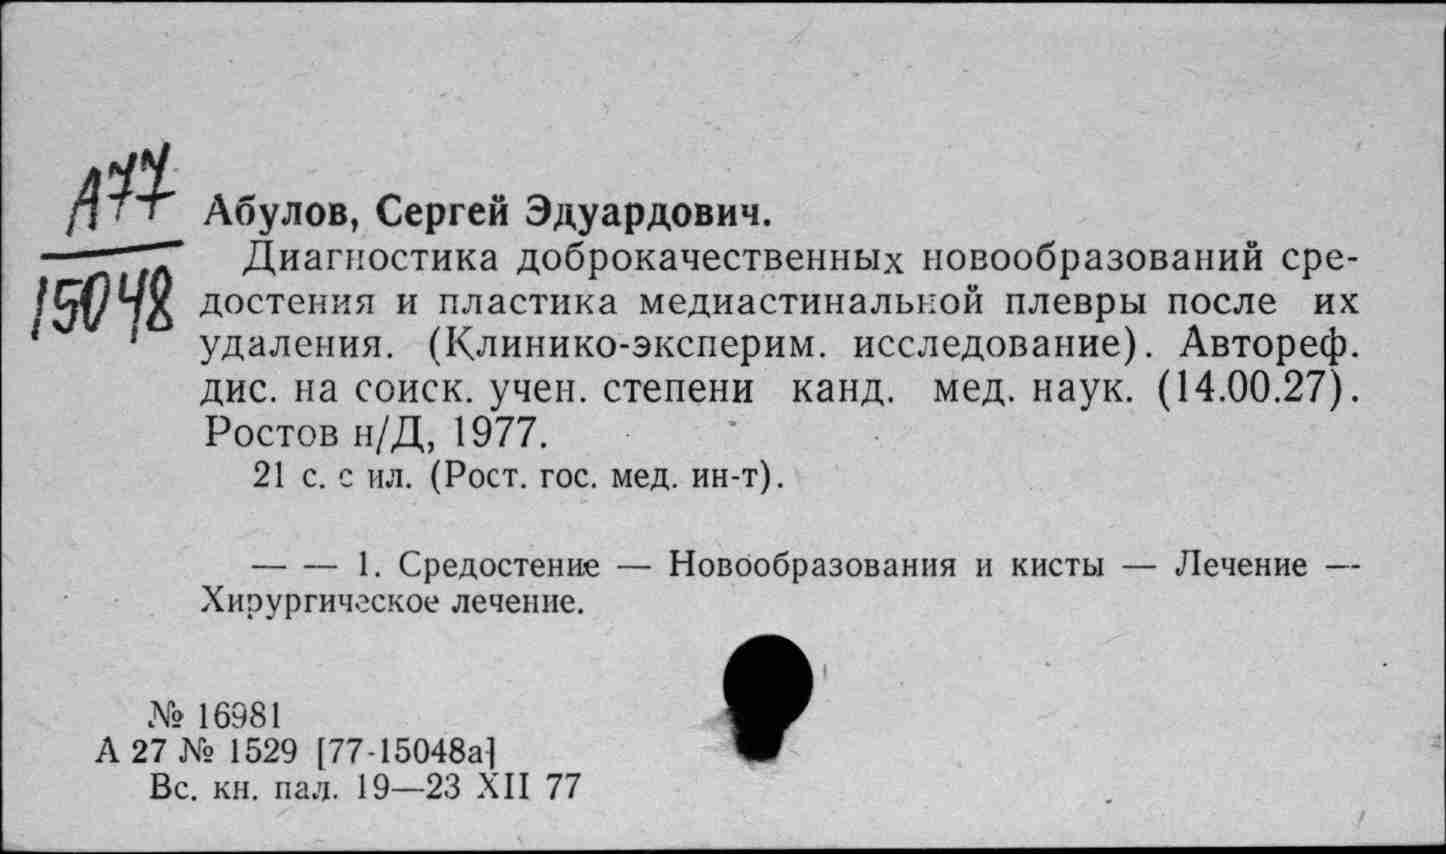 А77
15048
Абулов, Сергей Эдуардович.
Диагностика доброкачественных новообразований сре-
достения и пластика медиастинальной плевры после их
удаления. (Клинико-эксперим. исследование). Автореф.
дис. на соиск. учен. степени канд. мед. наук. (14.00.27).
Ростов н/Д, 1977.
21 с. с ил. (Рост. гос. мед. ин-т).
— — 1. Средостение — Новообразования и кисты — Лечение —
Хирургическое лечение.
№ 16981
А 27 № 1529 [77-15048а]
Вс. кн. пал. 19—23 XII 77